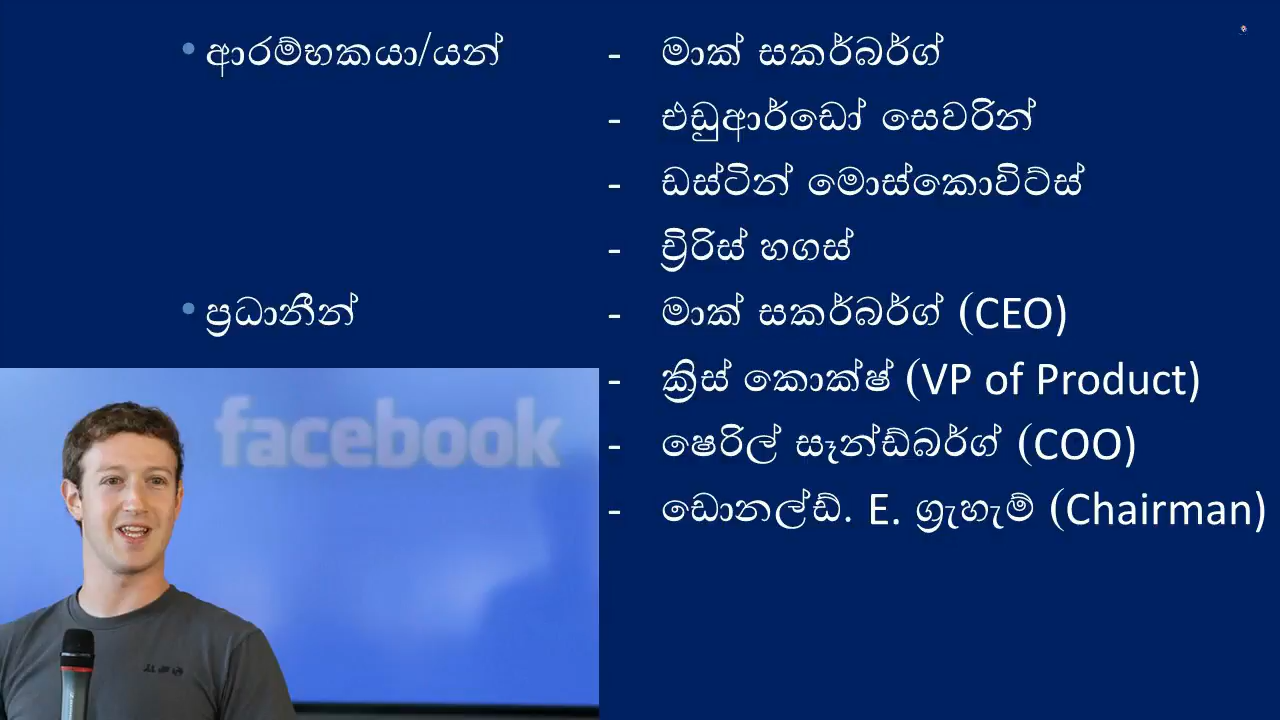 • ආරම්භකයා/යන් - මාක් සකර්බර්ග්
- එඩුආර්ඩෝ සෙවරින්
- ඩස්ටින් මොස්කොවිට්ස්
- ච්‍රිරිස් හගස්
• ප්‍රධානීන් - මාක් සකර්බර්ග් (CEO)
- ක්‍රිස් කොක්ෂ් (VP of Product)
- ෂෙරිල් සෑන්ඩ්බර්ග් (COO)
- ඩොනල්ඩ්. E. ග්‍රැහැම් (Chairman)
facebook